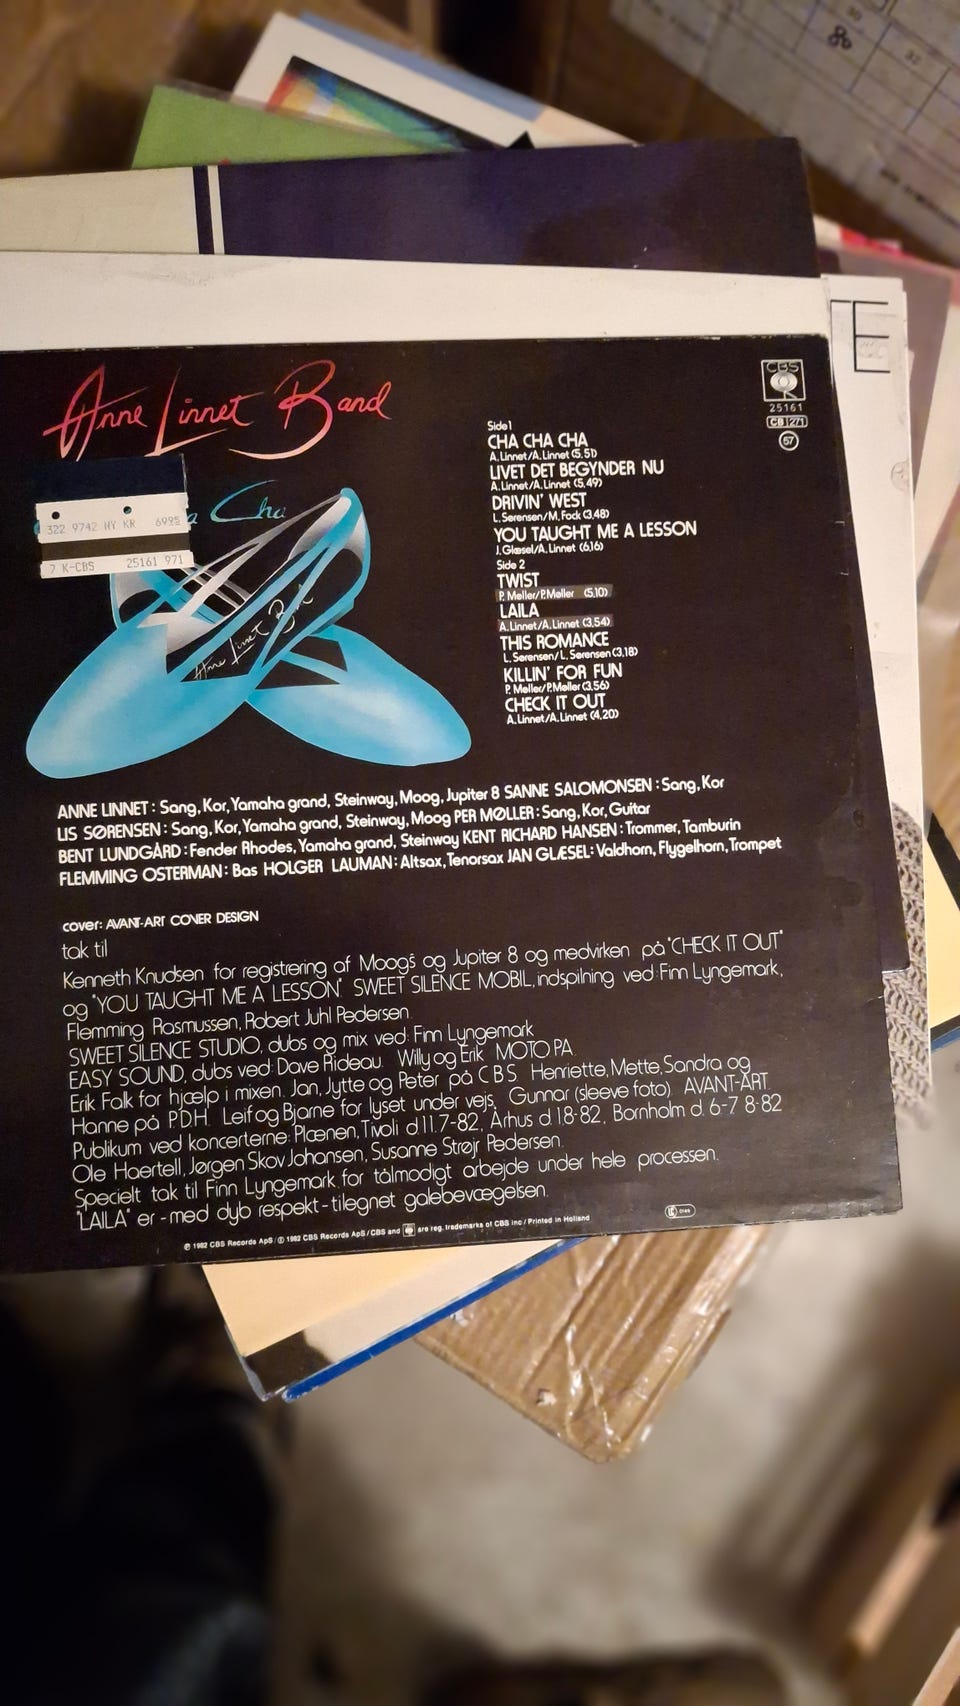 80
32
TE
Anne Linnet Band
CBS
25161
CB 271
57
Side 1
CHA CHA CHA
A. Linnet/A. Linnet (5,51)
LIVET DET BEGYNDER NU
A. Linnet/A. Linnet (5,49)
DRIVIN' WEST
L. Sørensen/M. Fock (3,48)
YOU TAUGHT ME A LESSON
J. Glæsel/A. Linnet (6,16)
Side 2
TWIST
P. Møller/P. Møller (5,10)
LAILA
A. Linnet/A. Linnet (3,54)
THIS ROMANCE
L. Sørensen/L. Sørensen (3,18)
KILLIN' FOR FUN
P. Møller/P. Møller (3,56)
CHECK IT OUT
A. Linnet/A. Linnet (4,20)
a Cha
322 9742 NY KR 6995
7 K-CBS 25161 971
Anne Linnet Band
ANNE LINNET : Sang, Kor, Yamaha grand, Steinway, Moog, Jupiter 8 SANNE SALOMONSEN : Sang, Kor
LIS SØRENSEN : Sang, Kor, Yamaha grand, Steinway, Moog PER MØLLER : Sang, Kor, Guitar
BENT LUNDGÅRD : Fender Rhodes, Yamaha grand, Steinway KENT RICHARD HANSEN : Trommer, Tamburin
FLEMMING OSTERMAN : Bas HOLGER LAUMAN : Altsax, Tenorsax JAN GLÆSEL : Valdhorn, Flygelhorn, Trompet
cover: AVANT-ART COVER DESIGN
tak til
Kenneth Knudsen for registrering af Moog's og Jupiter 8 og medvirken på "CHECK IT OUT"
og "YOU TAUGHT ME A LESSON". SWEET SILENCE MOBIL, indspilning ved: Finn Lyngemark,
Flemming Rasmussen, Robert Juhl Pedersen.
SWEET SILENCE STUDIO, dubs og mix ved: Finn Lyngemark
EASY SOUND, dubs ved: Dave Rideau. Willy og Erik MOTO PA.
Erik Falk for hjælp i mixen. Jan, Jytte og Peter på CBS Henriette, Mette, Sandra og
Hanne på P.D.H. Leif og Bjarne for lyset under vejs. Gunnar (sleeve foto) AVANT-ART.
Publikum ved koncerterne: Plænen, Tivoli d 11.7-82, Århus d. 1.8-82, Bornholm d. 6-7 8-82
Ole Haertell, Jørgen Skov Johansen, Susanne Strøjr Pedersen.
Specielt tak til Finn Lyngemark for tålmodigt arbejde under hele processen.
"LAILA" er - med dyb respekt - tilegnet galebevægelsen.
℗ 1982 CBS Records ApS / © 1982 CBS Records ApS / CBS and are reg. trademarks of CBS Inc / Printed in Holland